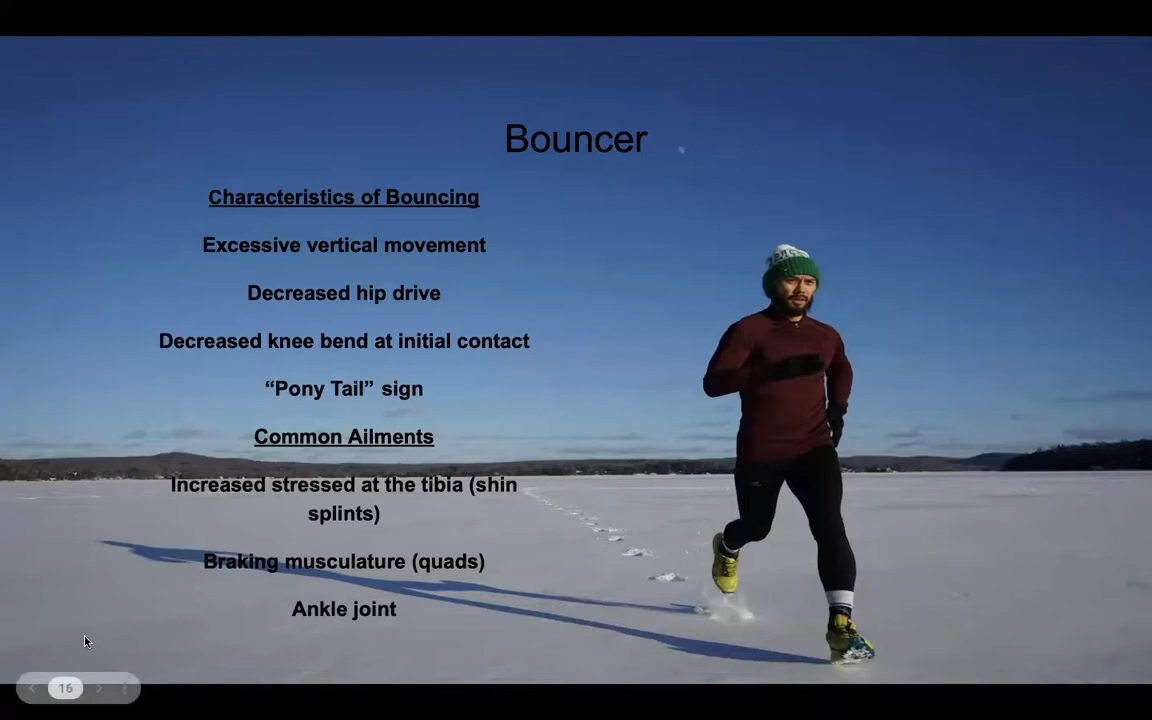 Bouncer
Characteristics of Bouncing
Excessive vertical movement
Decreased hip drive
Decreased knee bend at initial contact
“Pony Tail” sign
Common Ailments
Increased stressed at the tibia (shin
splints)
Braking musculature (quads)
Ankle joint
16